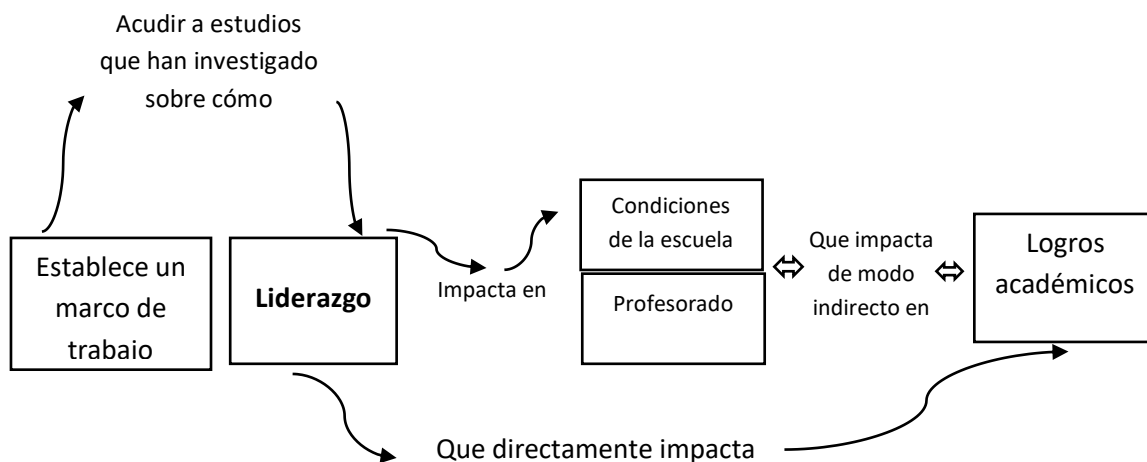 Acudir a estudios
que han investigado
sobre cómo
Establece un
marco de
trabaio
Liderazgo
Impacta en
Condiciones
de la escuela
Profesorado
Que impacta
de modo
indirecto en
Logros
académicos
Que directamente impacta